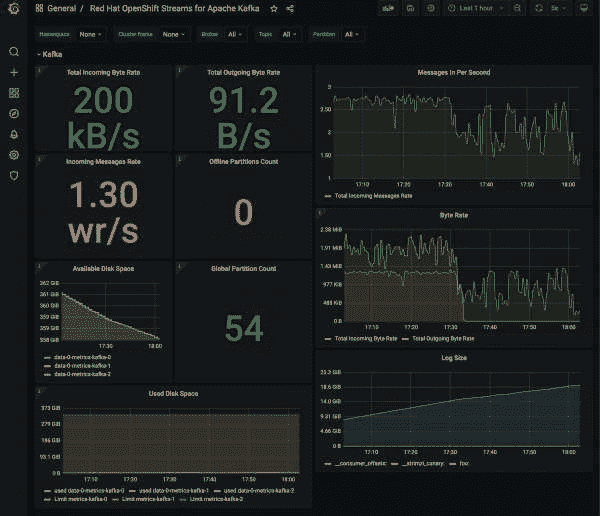 General / Red Hat OpenShift Streams for Apache Kafka
Last 1 hour
5s
Namespace None Cluster Name None Broker All Topic All Partition All
Kafka
Total Incoming Byte Rate
200
kB/s
Total Outgoing Byte Rate
91.2
B/s
Messages In Per Second
3
2.50
2
1.50
1
17:10 17:20 17:30 17:40 17:50 18:00
Total Incoming Messages Rate
Incoming Messages Rate
1.30
wr/s
Offline Partitions Count
0
Byte Rate
2.38 MiB
1.91 MiB
1.43 MiB
977 KiB
488 KiB
0 B
17:10 17:20 17:30 17:40 17:50 18:00
Total Incoming Byte Rate Total Outgoing Byte Rate
Available Disk Space
362 GiB
361 GiB
360 GiB
359 GiB
359 GiB
358 GiB
17:30 18:00
data-0-metrics-kafka-0
data-0-metrics-kafka-1
data-0-metrics-kafka-2
Global Partition Count
54
Log Size
23.3 GiB
18.6 GiB
14.0 GiB
9.31 GiB
4.66 GiB
0 B
17:10 17:20 17:30 17:40 17:50 18:00
__consumer_offsets: __strimzi_canary: foo:
Used Disk Space
373 GiB
279 GiB
186 GiB
93.1 GiB
0 B
17:10 17:20 17:30 17:40 17:50 18:00
used data-0-metrics-kafka-0 used data-0-metrics-kafka-1 used data-0-metrics-kafka-2
Limit metrics-kafka-0 Limit metrics-kafka-1 Limit metrics-kafka-2